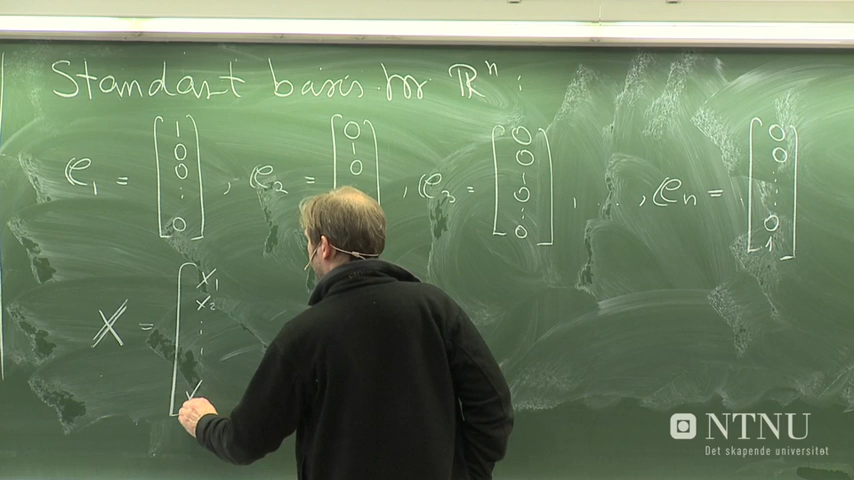 Standart basis for ℝⁿ :
e₁ = [1 0 0 ⋮ 0] , e₂ = [0 1 0 , e₃ = [0 0 1 0 ⋮ 0] , . . . , eₙ = [0 0 ⋮ 0 1]
X = [x₁ x₂ ⋮
NTNU
Det skapende universitet